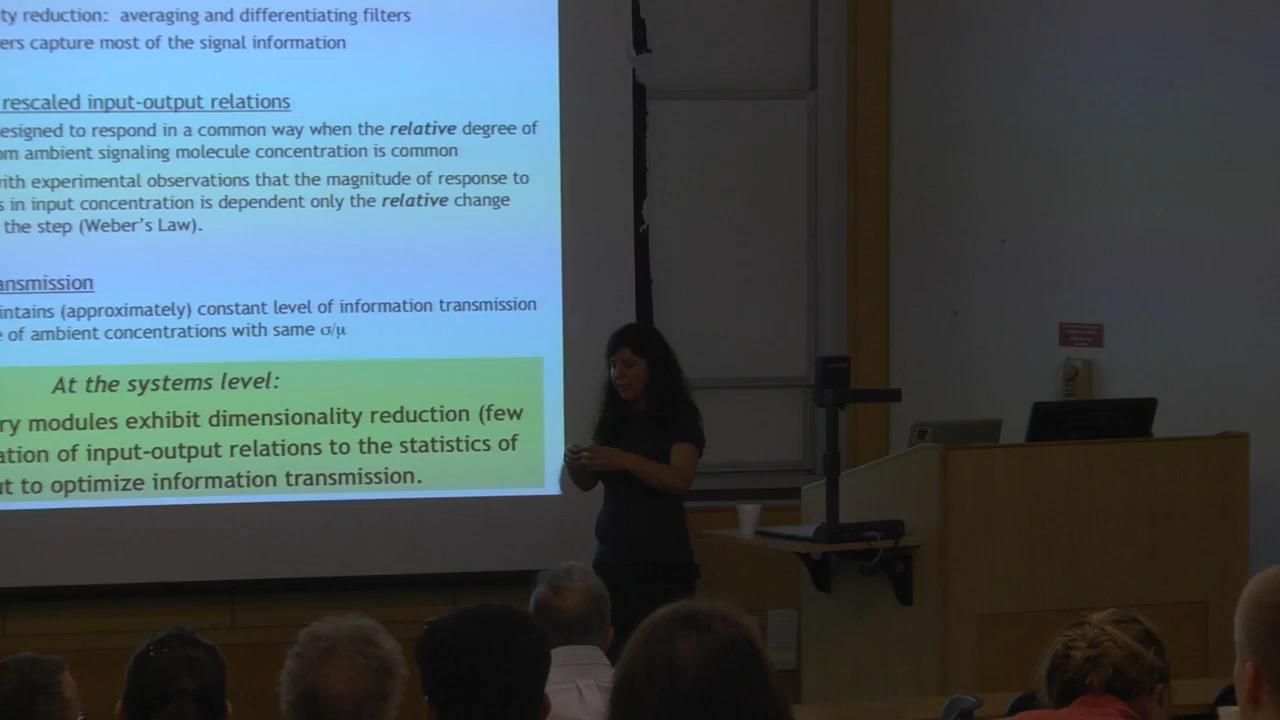 ty reduction: averaging and differentiating filters
ers capture most of the signal information
rescaled input-output relations
esigned to respond in a common way when the relative degree of
om ambient signaling molecule concentration is common
with experimental observations that the magnitude of response to
s in input concentration is dependent only the relative change
the step (Weber's Law).
ansmission
intains (approximately) constant level of information transmission
e of ambient concentrations with same σ/μ
At the systems level:
ry modules exhibit dimensionality reduction (few
ation of input-output relations to the statistics of
ut to optimize information transmission.